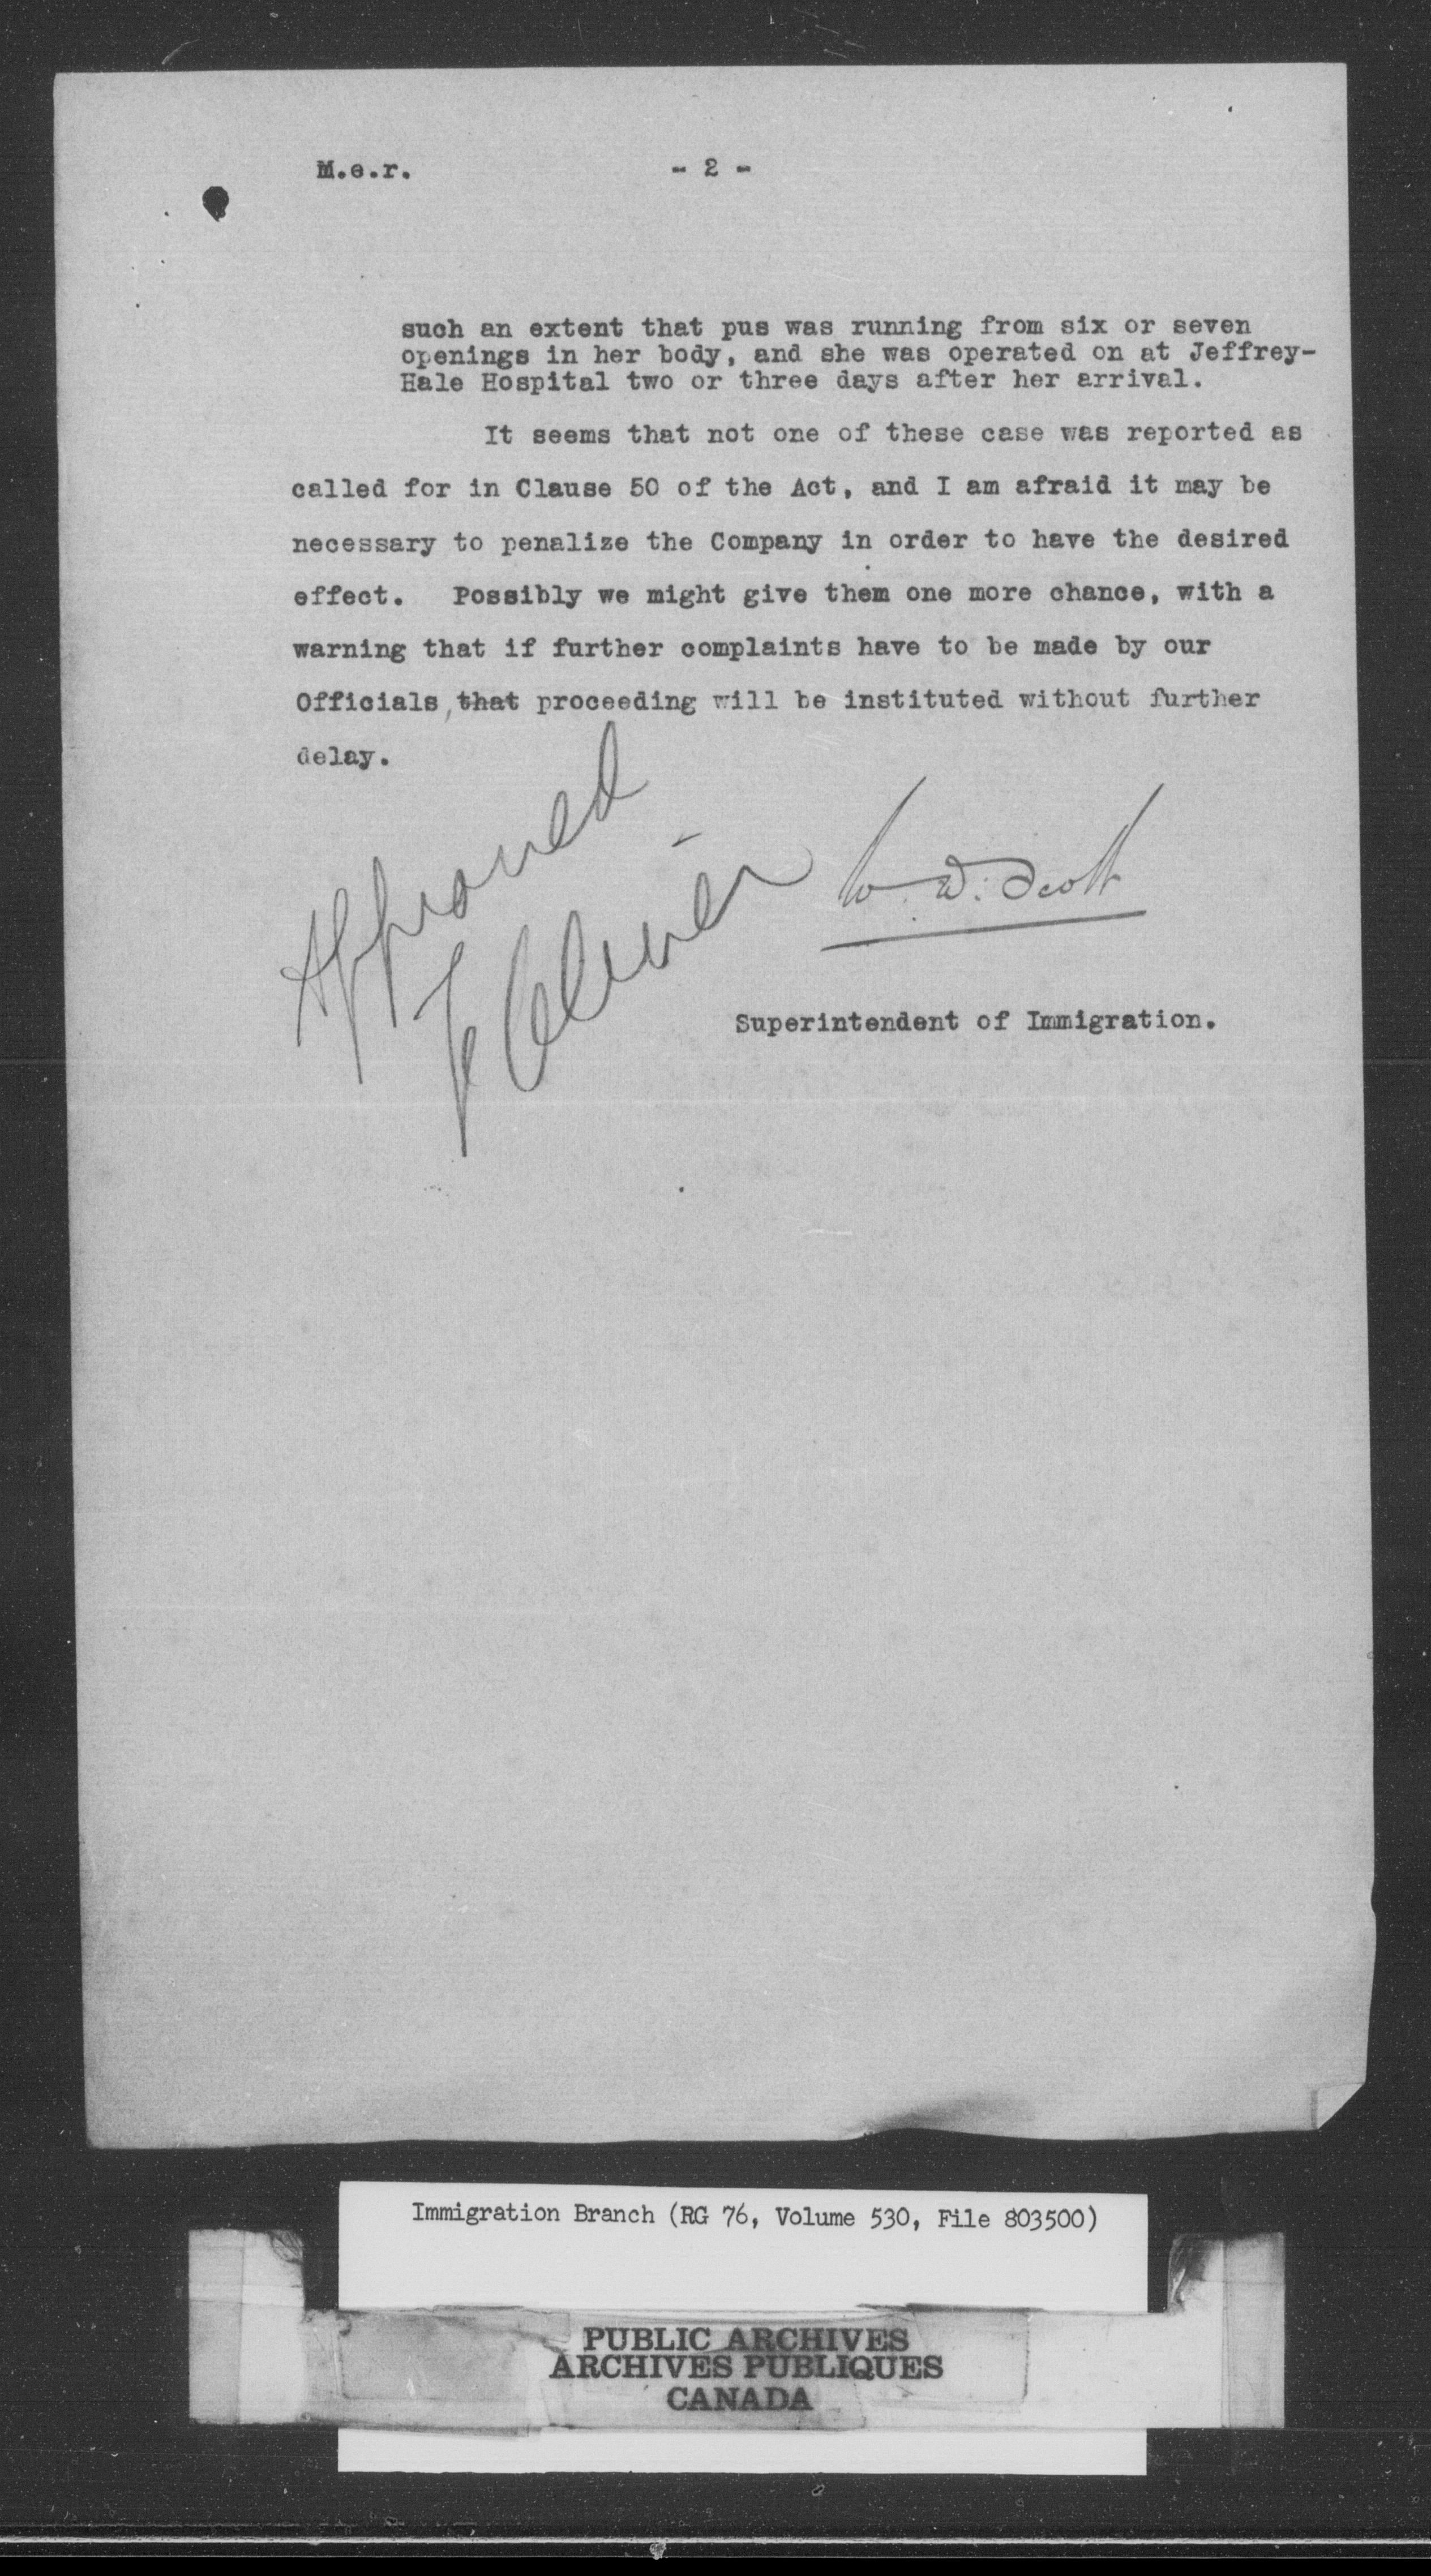 M.e.r. - 2 -
such an extent that pus was running from six or seven
openings in her body, and she was operated on at Jeffrey-
Hale Hospital two or three days after her arrival.
It seems that not one of these case was reported as
called for in Clause 50 of the Act, and I am afraid it may be
necessary to penalize the Company in order to have the desired
effect. Possibly we might give them one more chance, with a
warning that if further complaints have to be made by our
Officials, that proceeding will be instituted without further
delay.
Approved
F Oliver
W. D. Scott
Superintendent of Immigration.
Immigration Branch (RG 76, Volume 530, File 803500)
PUBLIC ARCHIVES
ARCHIVES PUBLIQUES
CANADA